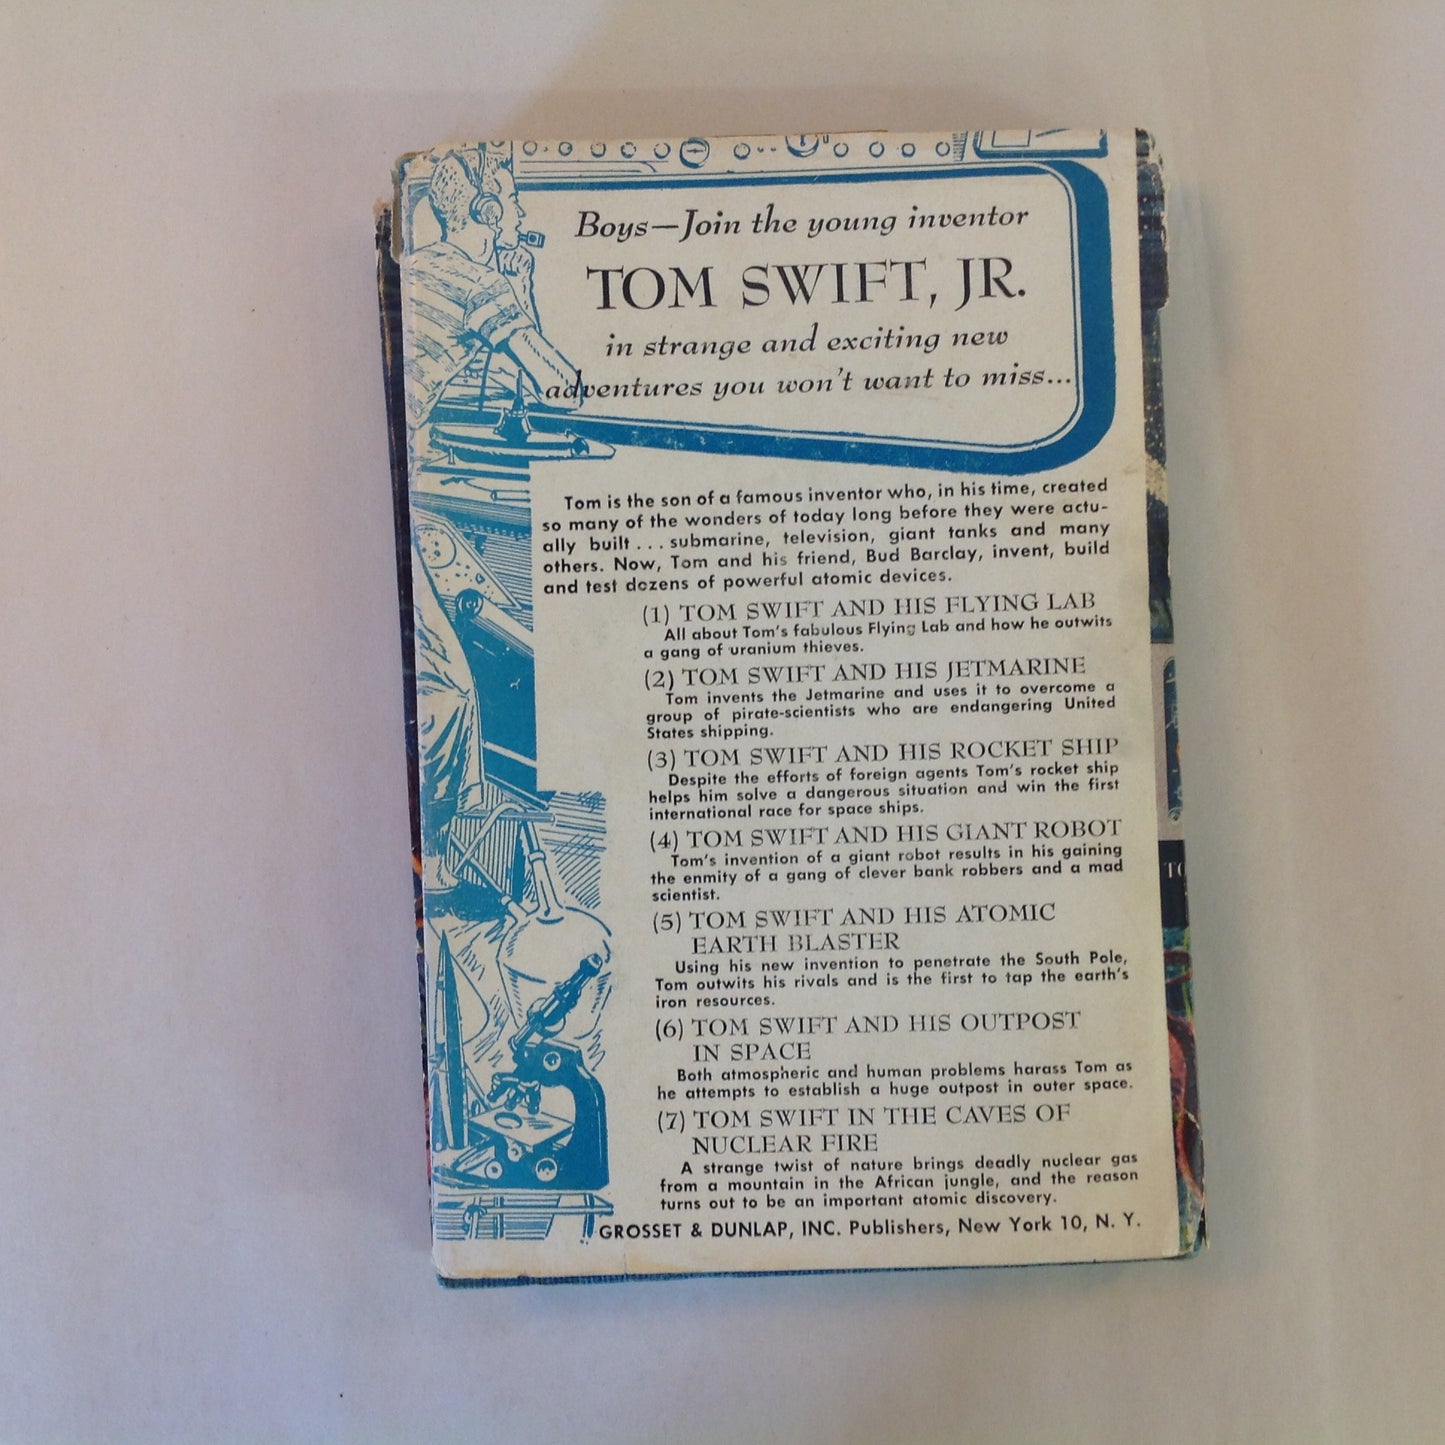 Boys—Join the young inventor
TOM SWIFT, JR.
in strange and exciting new
adventures you won't want to miss...
Tom is the son of a famous inventor who, in his time, created
so many of the wonders of today long before they were actu-
ally built . . . submarine, television, giant tanks and many
others. Now, Tom and his friend, Bud Barclay, invent, build
and test dozens of powerful atomic devices.
(1) TOM SWIFT AND HIS FLYING LAB
All about Tom's fabulous Flying Lab and how he outwits
a gang of uranium thieves.
(2) TOM SWIFT AND HIS JETMARINE
Tom invents the Jetmarine and uses it to overcome a
group of pirate-scientists who are endangering United
States shipping.
(3) TOM SWIFT AND HIS ROCKET SHIP
Despite the efforts of foreign agents Tom's rocket ship
helps him solve a dangerous situation and win the first
international race for space ships.
(4) TOM SWIFT AND HIS GIANT ROBOT
Tom's invention of a giant robot results in his gaining
the enmity of a gang of clever bank robbers and a mad
scientist.
(5) TOM SWIFT AND HIS ATOMIC
EARTH BLASTER
Using his new invention to penetrate the South Pole,
Tom outwits his rivals and is the first to tap the earth's
iron resources.
(6) TOM SWIFT AND HIS OUTPOST
IN SPACE
Both atmospheric and human problems harass Tom as
he attempts to establish a huge outpost in outer space.
(7) TOM SWIFT IN THE CAVES OF
NUCLEAR FIRE
A strange twist of nature brings deadly nuclear gas
from a mountain in the African jungle, and the reason
turns out to be an important atomic discovery.
GROSSET & DUNLAP, INC. Publishers, New York 10, N. Y.